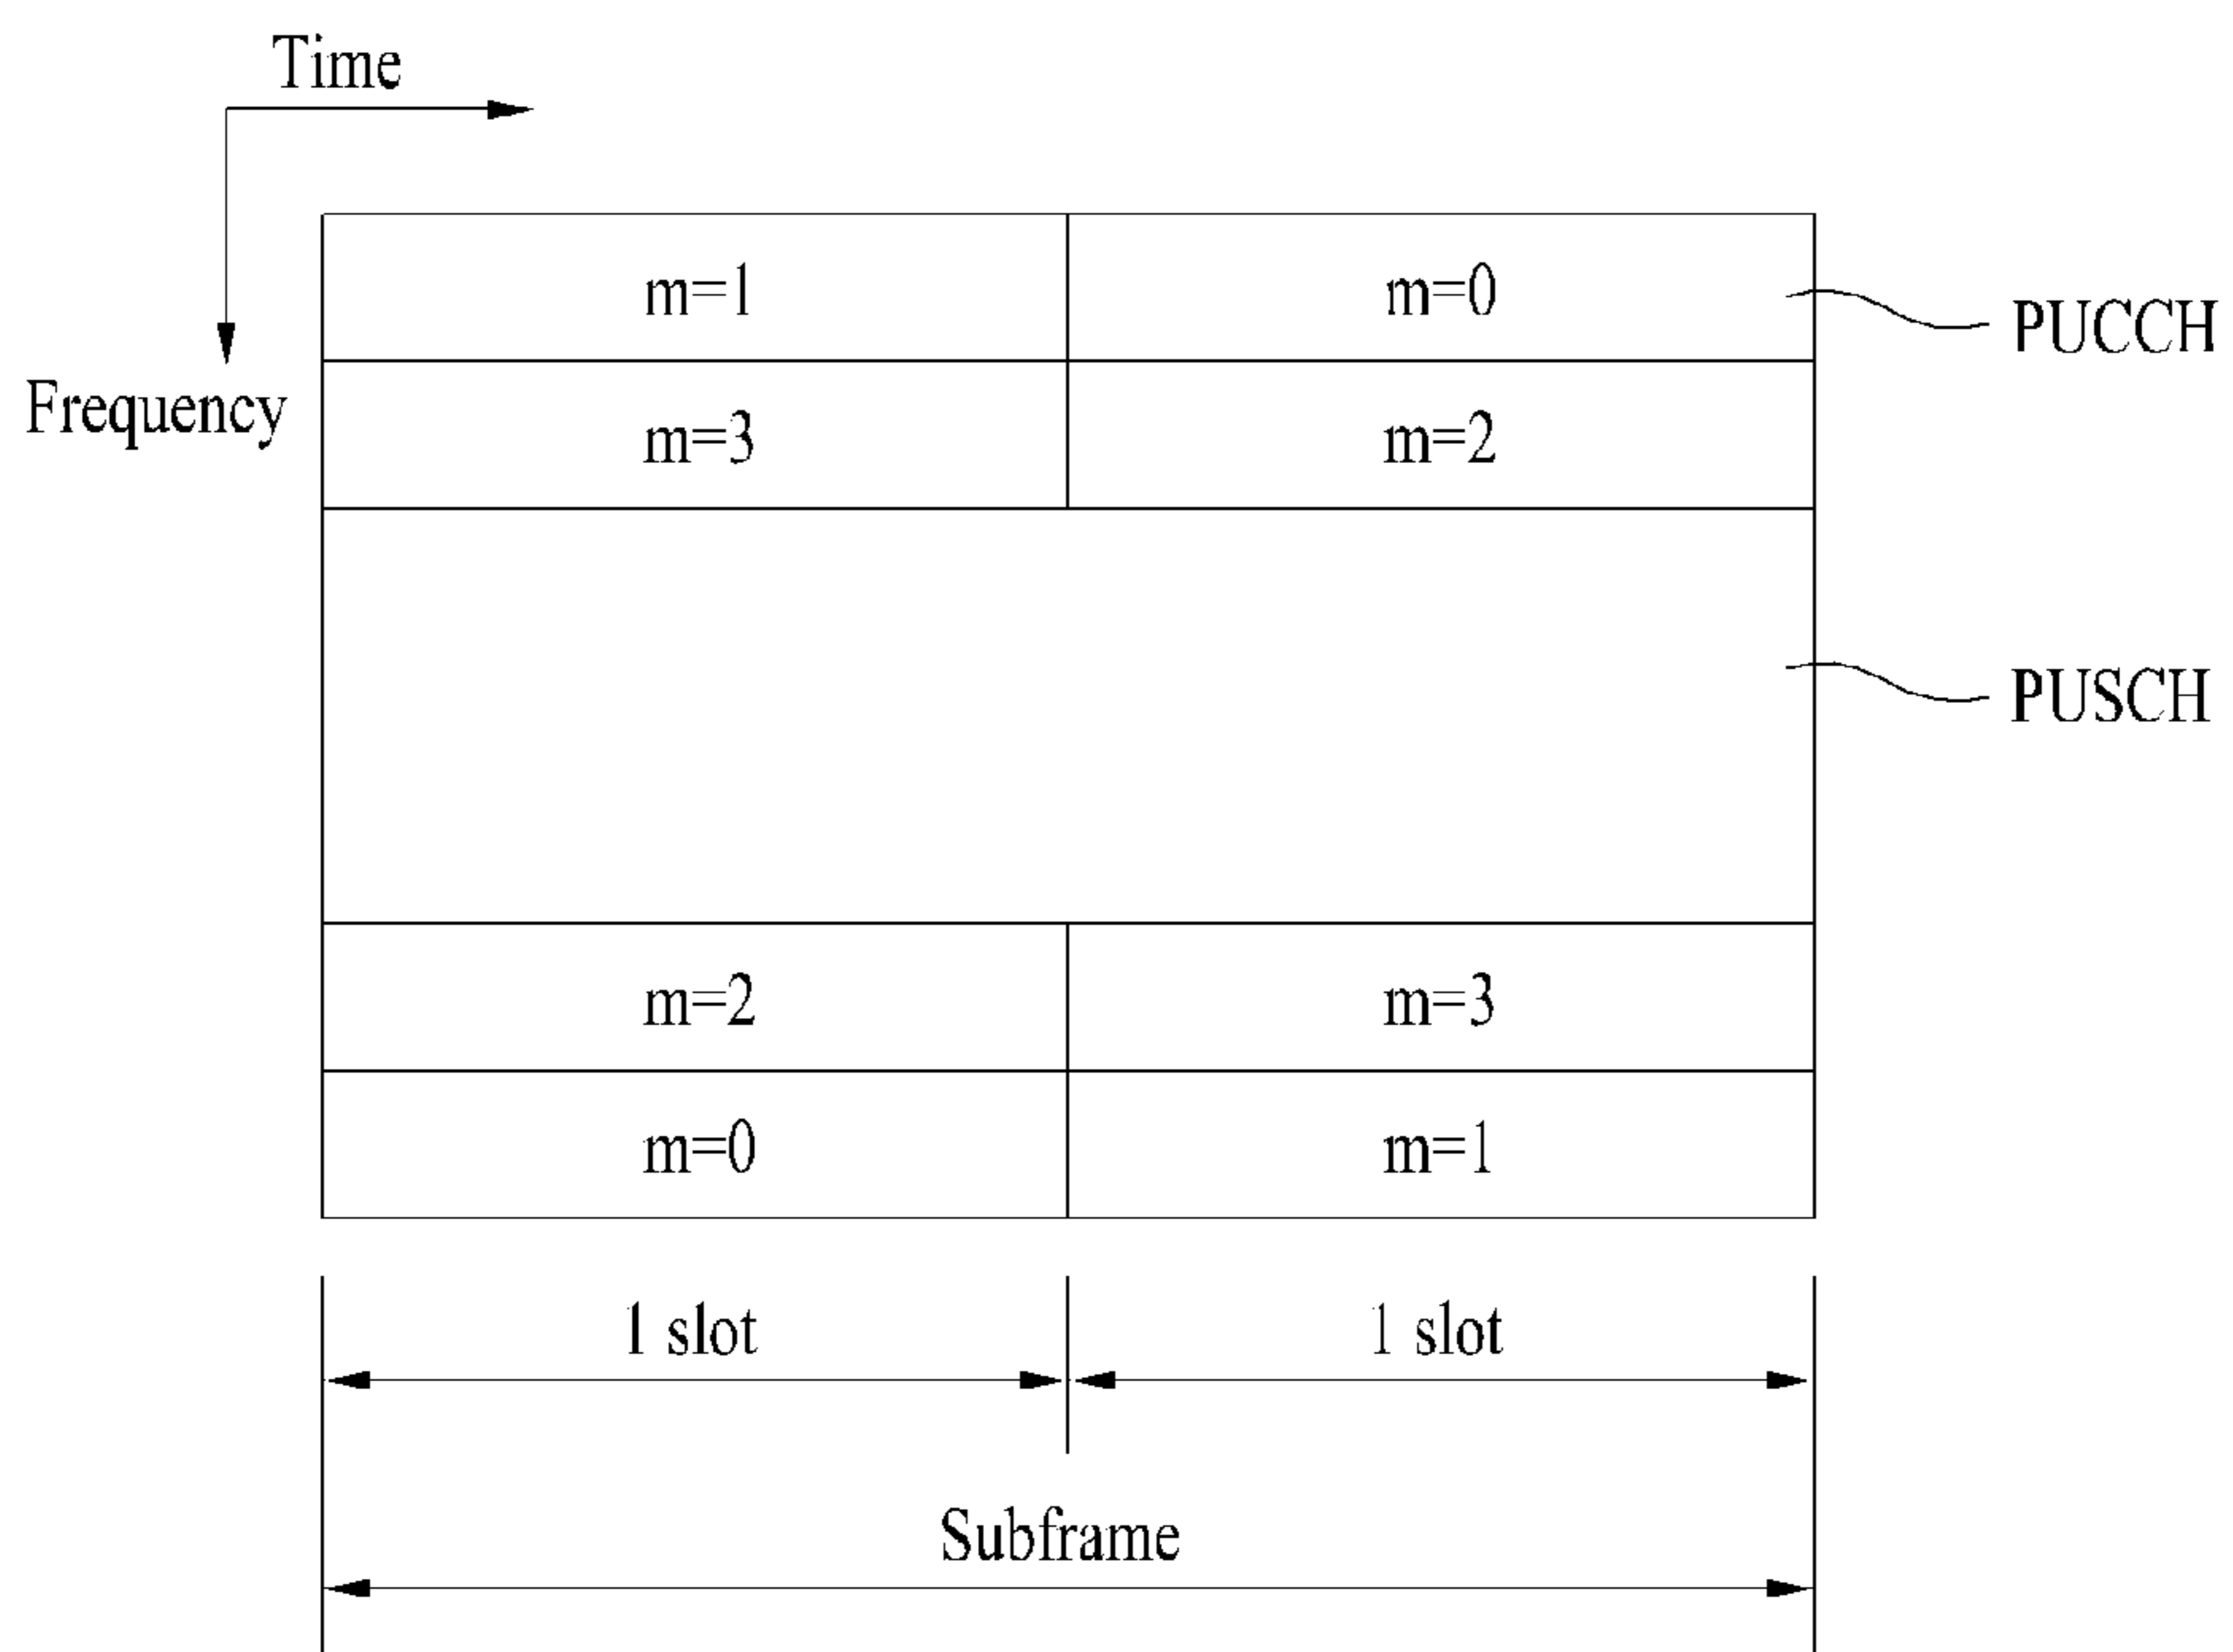 Time
Frequency
m=1 m=0
PUCCH
m=3 m=2
PUSCH
m=2 m=3
m=0 m=1
1 slot 1 slot
Subframe